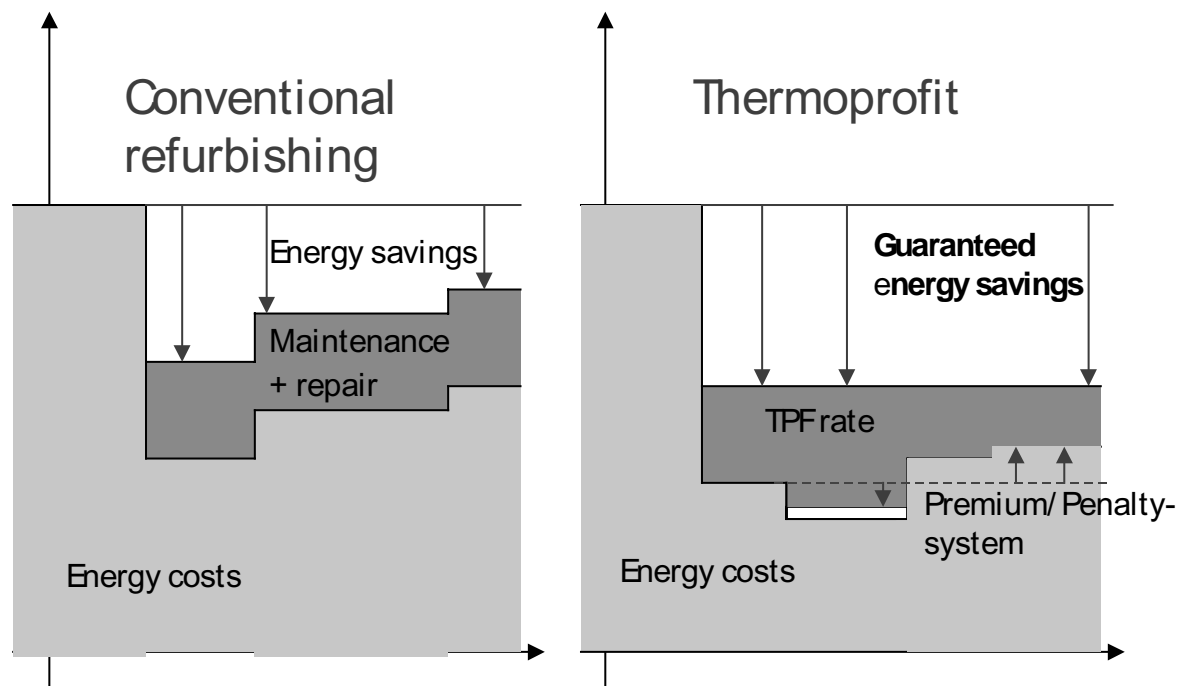 Conventional
refurbishing
Energy savings
Maintenance
+ repair
Energy costs
Thermoprofit
Guaranteed
energy savings
TPF rate
Premium/ Penalty-
system
Energy costs